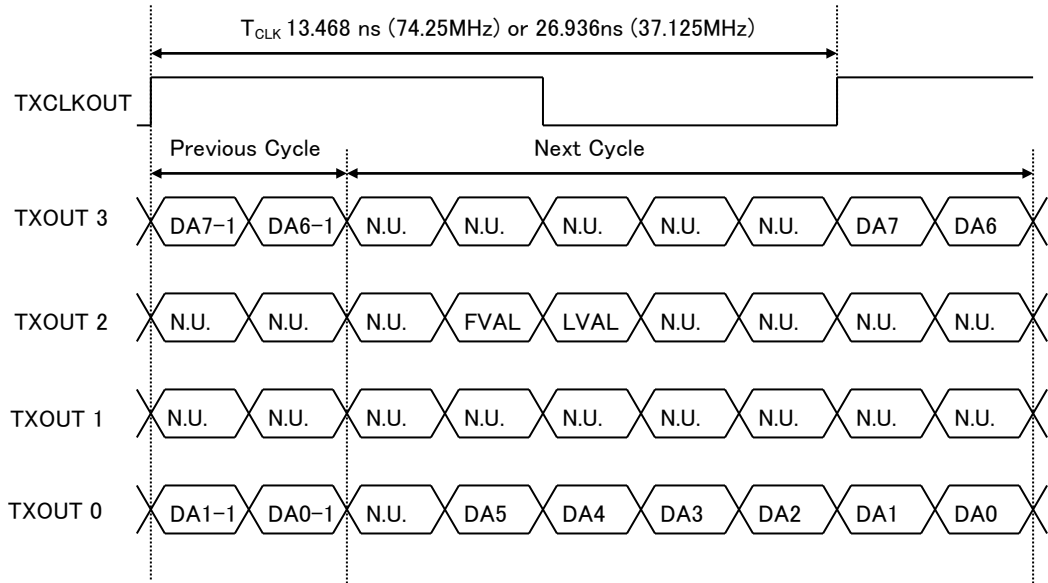 T_CLK 13.468 ns (74.25MHz) or 26.936ns (37.125MHz)
TXCLKOUT
Previous Cycle Next Cycle
TXOUT 3 DA7-1 DA6-1 N.U. N.U. N.U. N.U. N.U. DA7 DA6
TXOUT 2 N.U. N.U. N.U. FVAL LVAL N.U. N.U. N.U. N.U.
TXOUT 1 N.U. N.U. N.U. N.U. N.U. N.U. N.U. N.U. N.U.
TXOUT 0 DA1-1 DA0-1 N.U. DA5 DA4 DA3 DA2 DA1 DA0